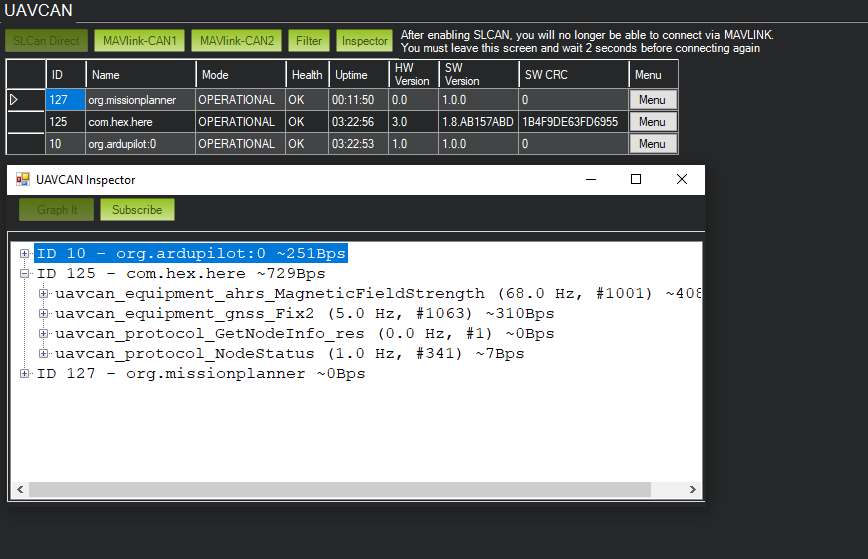 UAVCAN
SLCan Direct MAVlink-CAN1 MAVlink-CAN2 Filter Inspector
After enabling SLCAN, you will no longer be able to connect via MAVLINK.
You must leave this screen and wait 2 seconds before connecting again
ID Name Mode Health Uptime HW Version SW Version SW CRC Menu
127 org.missionplanner OPERATIONAL OK 00:11:50 0.0 1.0.0 0 Menu
125 com.hex.here OPERATIONAL OK 03:22:56 3.0 1.8.AB157ABD 1B4F9DE63FD6955 Menu
10 org.ardupilot:0 OPERATIONAL OK 03:22:53 1.0 1.0.0 0 Menu
UAVCAN Inspector
Graph It Subscribe
ID 10 - org.ardupilot:0 ~251Bps
ID 125 - com.hex.here ~729Bps
uavcan_equipment_ahrs_MagneticFieldStrength (68.0 Hz, #1001) ~408
uavcan_equipment_gnss_Fix2 (5.0 Hz, #1063) ~310Bps
uavcan_protocol_GetNodeInfo_res (0.0 Hz, #1) ~0Bps
uavcan_protocol_NodeStatus (1.0 Hz, #341) ~7Bps
ID 127 - org.missionplanner ~0Bps